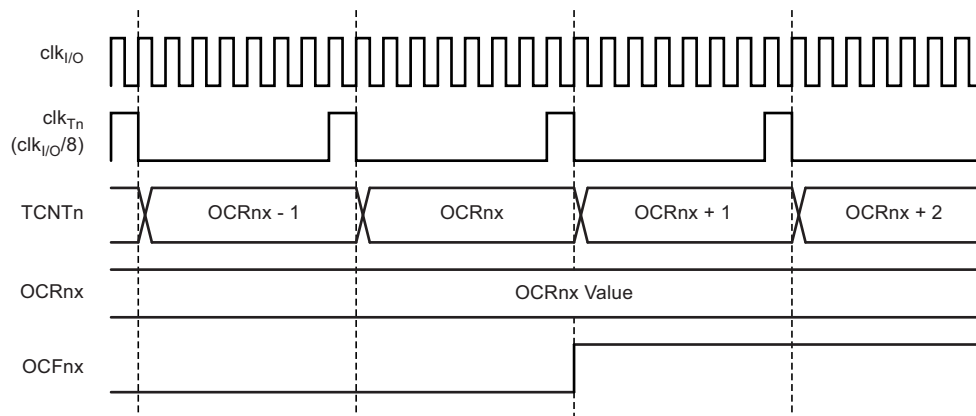 clkI/O
clkTn
(clkI/O/8)
TCNTn OCRnx - 1 OCRnx OCRnx + 1 OCRnx + 2
OCRnx OCRnx Value
OCFnx